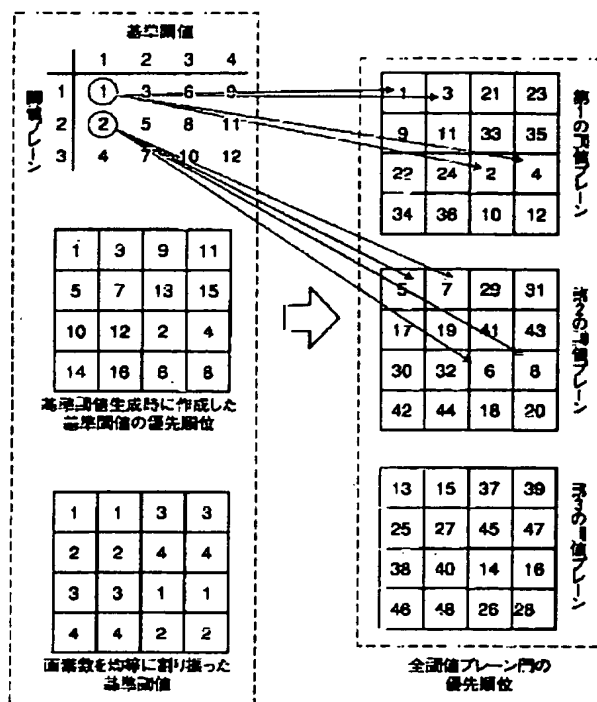 基準閾値
1 2 3 4
閾値プレーン
1 1 3 6 9
2 2 5 8 11
3 4 7 10 12
1 3 9 11
5 7 13 15
10 12 2 4
14 16 6 8
基準閾値生成時に作成した
基準閾値の優先順位
1 1 3 3
2 2 4 4
3 3 1 1
4 4 2 2
画素数を均等に割り振った
基準閾値
1 3 21 23
9 11 33 35
22 24 2 4
34 36 10 12
第1の閾値プレーン
5 7 29 31
17 19 41 43
30 32 6 8
42 44 18 20
第2の閾値プレーン
13 15 37 39
25 27 45 47
38 40 14 16
46 48 26 28
第3の閾値プレーン
全閾値プレーン間の
優先順位